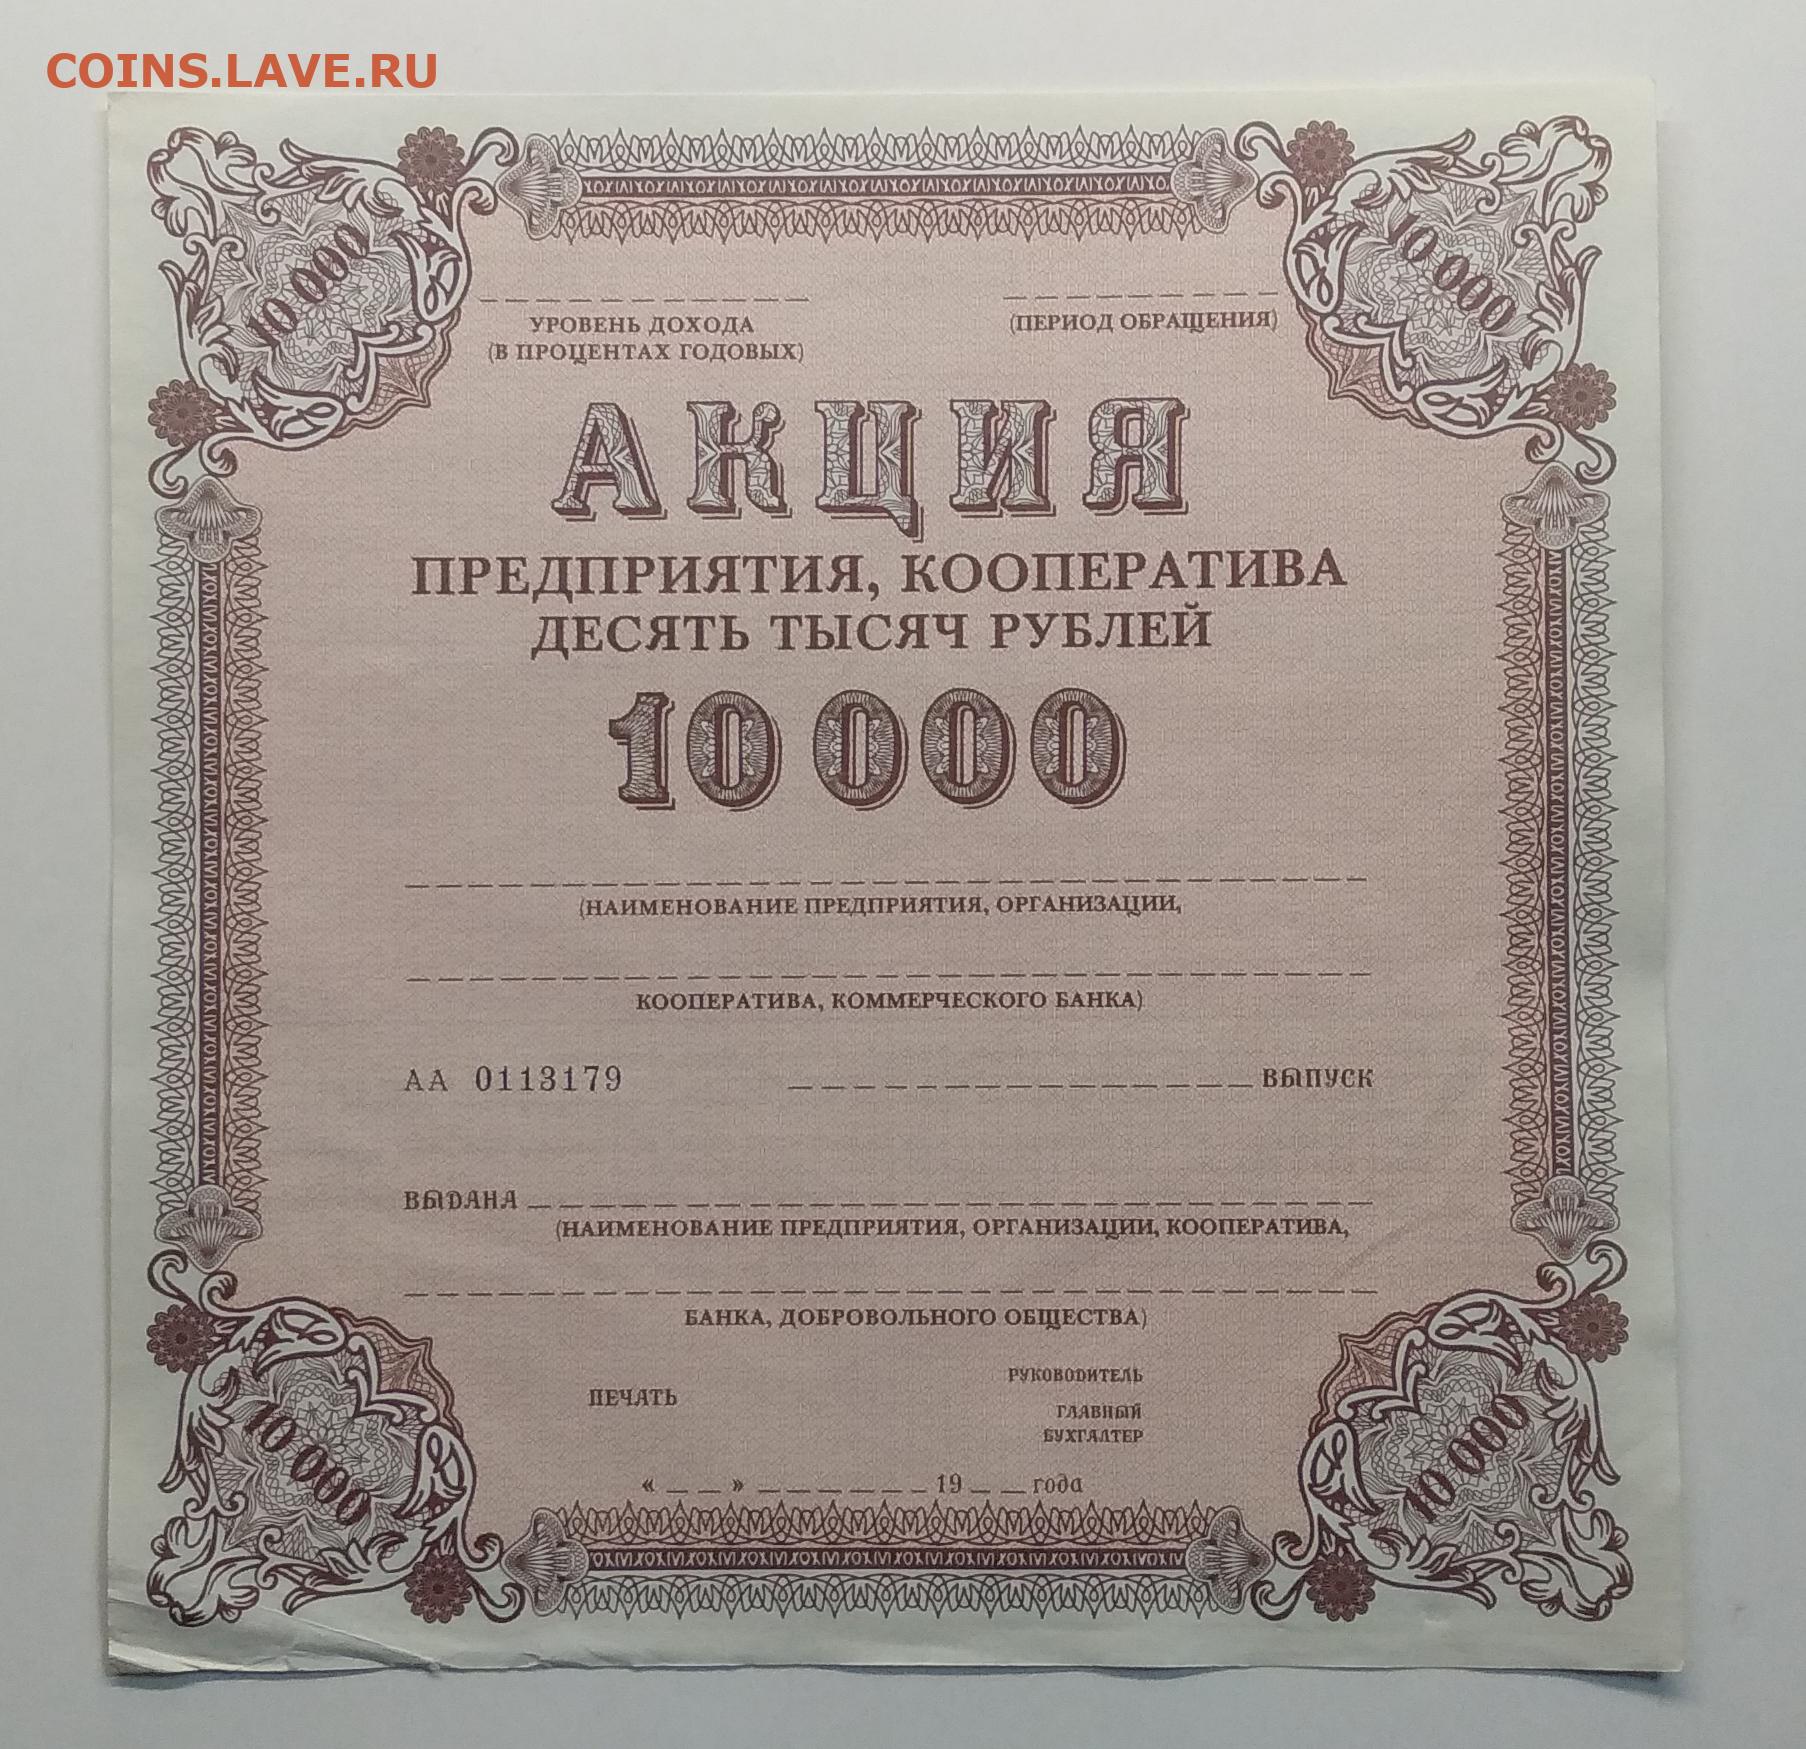 COINS.LAVE.RU
10 000
10 000
УРОВЕНЬ ДОХОДА
(В ПРОЦЕНТАХ ГОДОВЫХ)
(ПЕРИОД ОБРАЩЕНИЯ)
АКЦИЯ
ПРЕДПРИЯТИЯ, КООПЕРАТИВА
ДЕСЯТЬ ТЫСЯЧ РУБЛЕЙ
10 000
(НАИМЕНОВАНИЕ ПРЕДПРИЯТИЯ, ОРГАНИЗАЦИИ,
КООПЕРАТИВА, КОММЕРЧЕСКОГО БАНКА)
АА 0113179 ВЫПУСК
ВЫДАНА
(НАИМЕНОВАНИЕ ПРЕДПРИЯТИЯ, ОРГАНИЗАЦИИ, КООПЕРАТИВА,
БАНКА, ДОБРОВОЛЬНОГО ОБЩЕСТВА)
ПЕЧАТЬ
РУКОВОДИТЕЛЬ
ГЛАВНЫЙ
БУХГАЛТЕР
«_ _» _ _ _ _ _ _ 19_ _ года
10 000
10 000